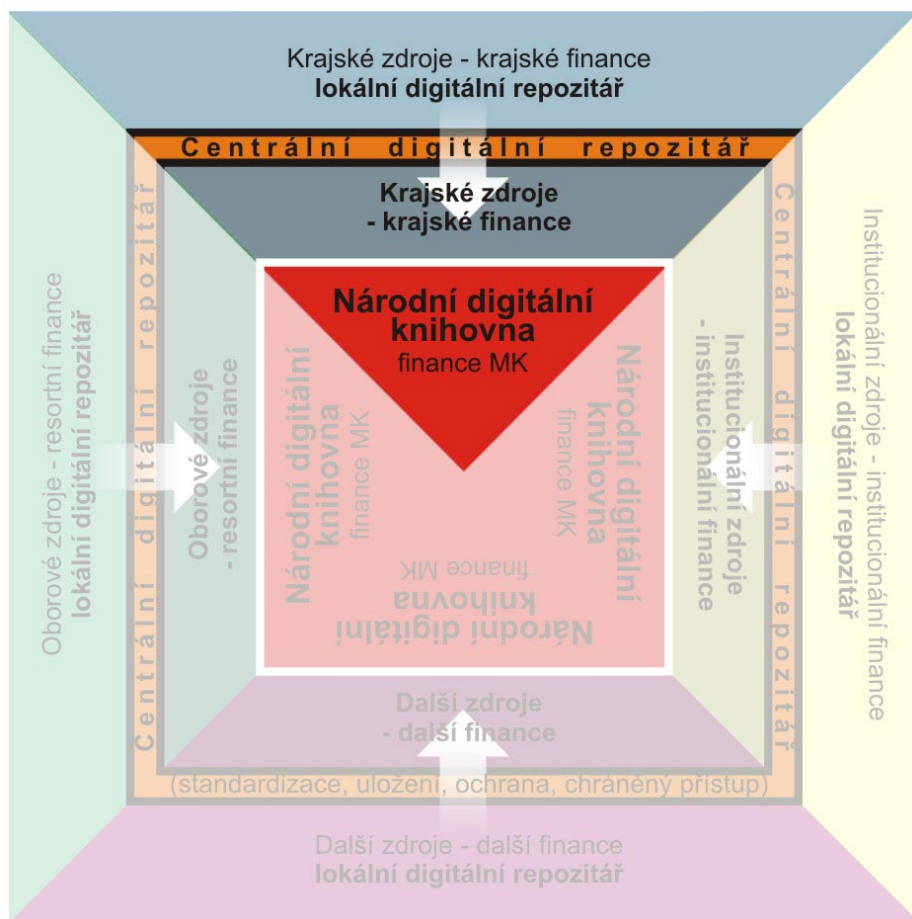 Krajské zdroje - krajské finance
lokální digitální repozitář
Centrální digitální repozitář
Krajské zdroje
- krajské finance
Národní digitální
knihovna
finance MK
Oborové zdroje - resortní finance
lokální digitální repozitář
Centrální digitální repozitář
Oborové zdroje
- resortní finance
Národní digitální
knihovna
finance MK
Národní digitální
knihovna
finance MK
Institucionální zdroje
- institucionální finance
Centrální digitální repozitář
Institucionální zdroje - institucionální finance
lokální digitální repozitář
Národní digitální
knihovna
finance MK
Další zdroje
- další finance
(standardizace, uložení, ochrana, chráněný přístup)
Další zdroje - další finance
lokální digitální repozitář